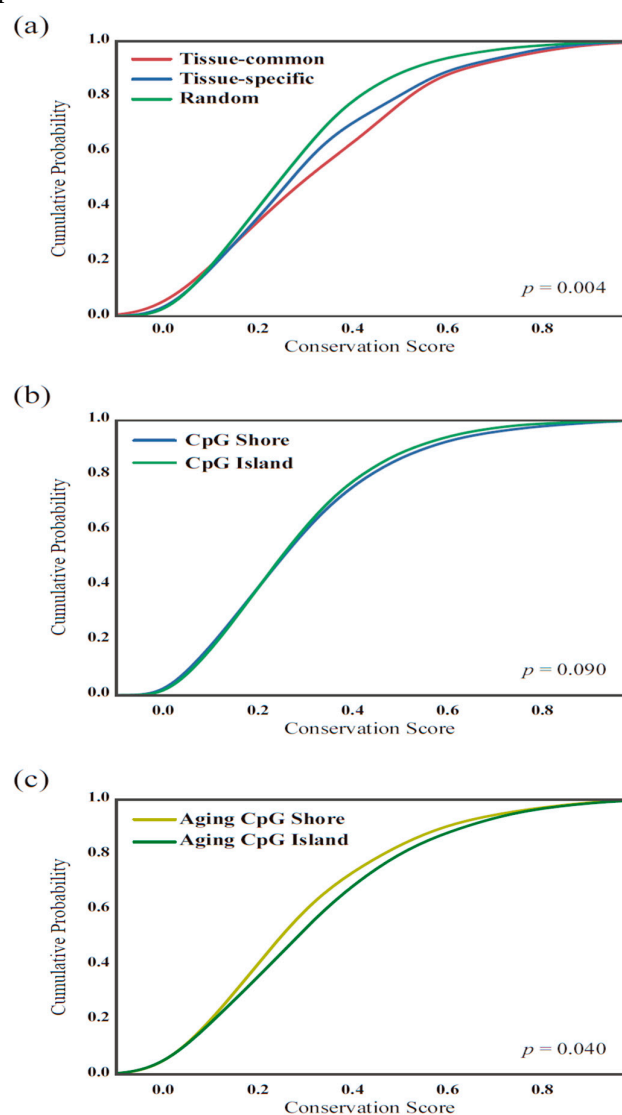 (a)
1.0
Tissue-common
Tissue-specific
Random
0.8
0.6
0.4
0.2
0.0
Cumulative Probability
p = 0.004
0.0 0.2 0.4 0.6 0.8
Conservation Score
(b)
1.0
CpG Shore
CpG Island
0.8
0.6
0.4
0.2
0.0
Cumulative Probability
p = 0.090
0.0 0.2 0.4 0.6 0.8
Conservation Score
(c)
1.0
Aging CpG Shore
Aging CpG Island
0.8
0.6
0.4
0.2
0.0
Cumulative Probability
p = 0.040
0.0 0.2 0.4 0.6 0.8
Conservation Score